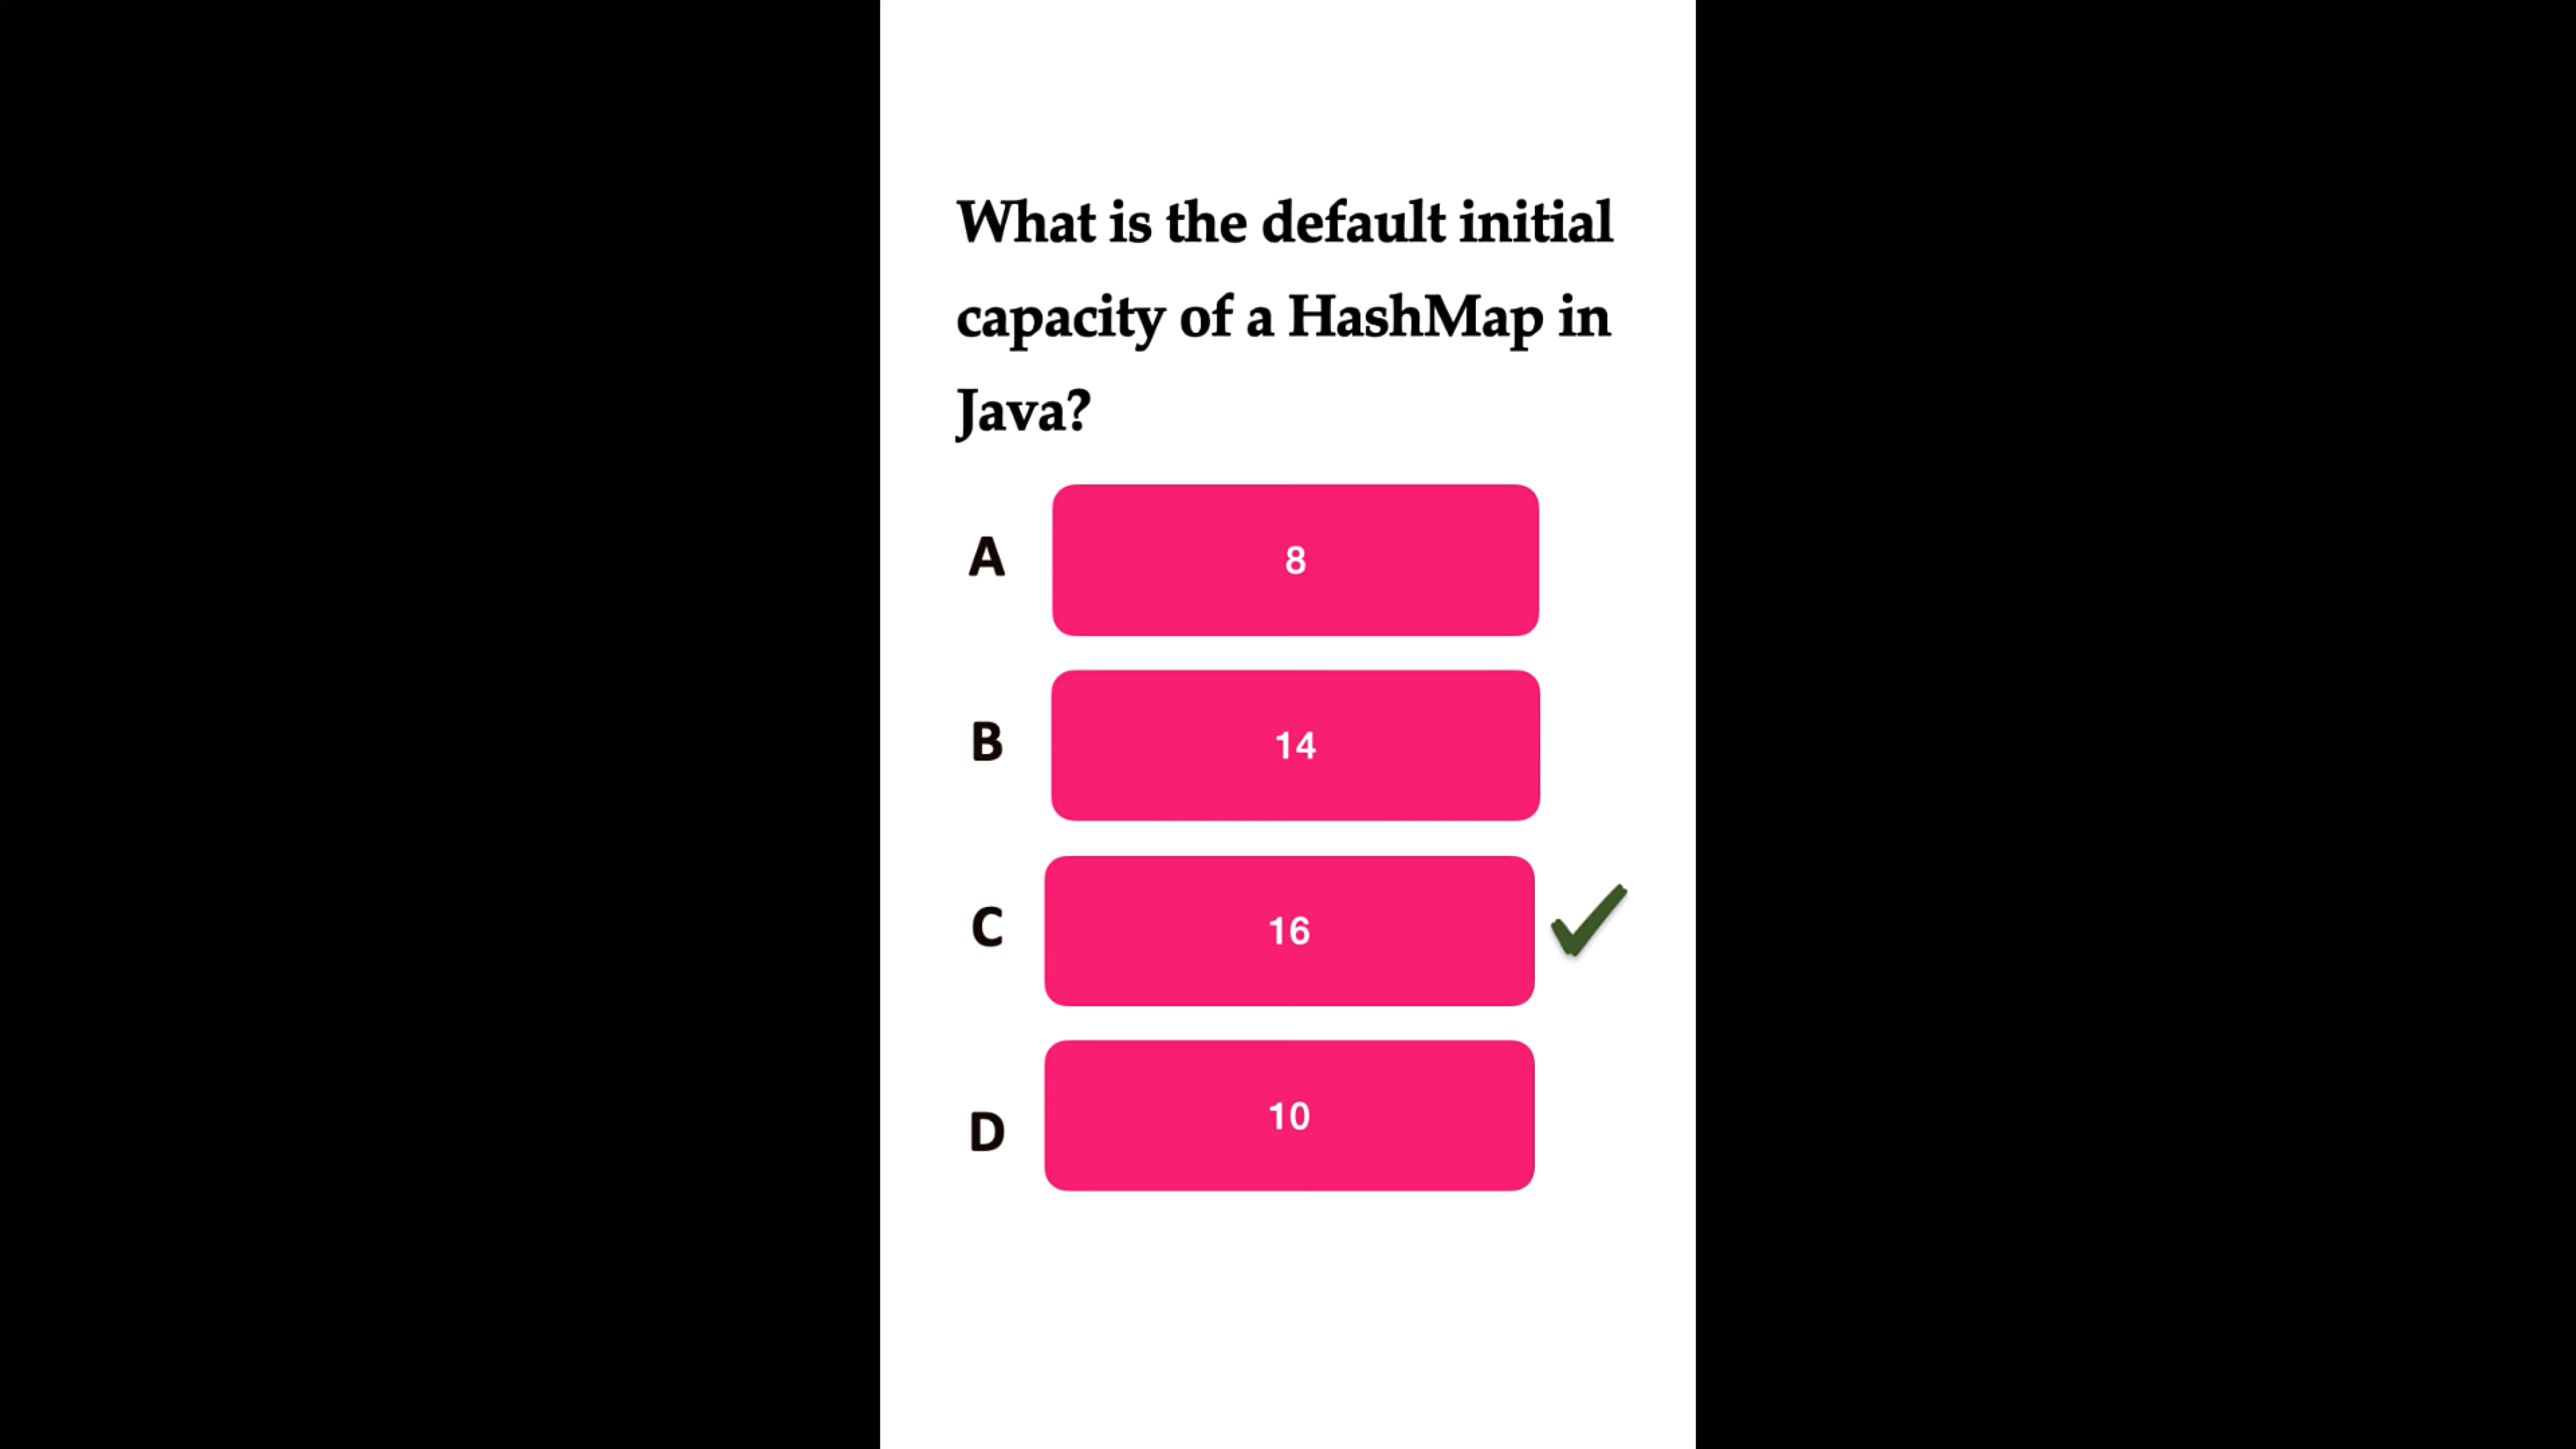 What is the default initial
capacity of a HashMap in
Java?
A 8
B 14
C 16
D 10